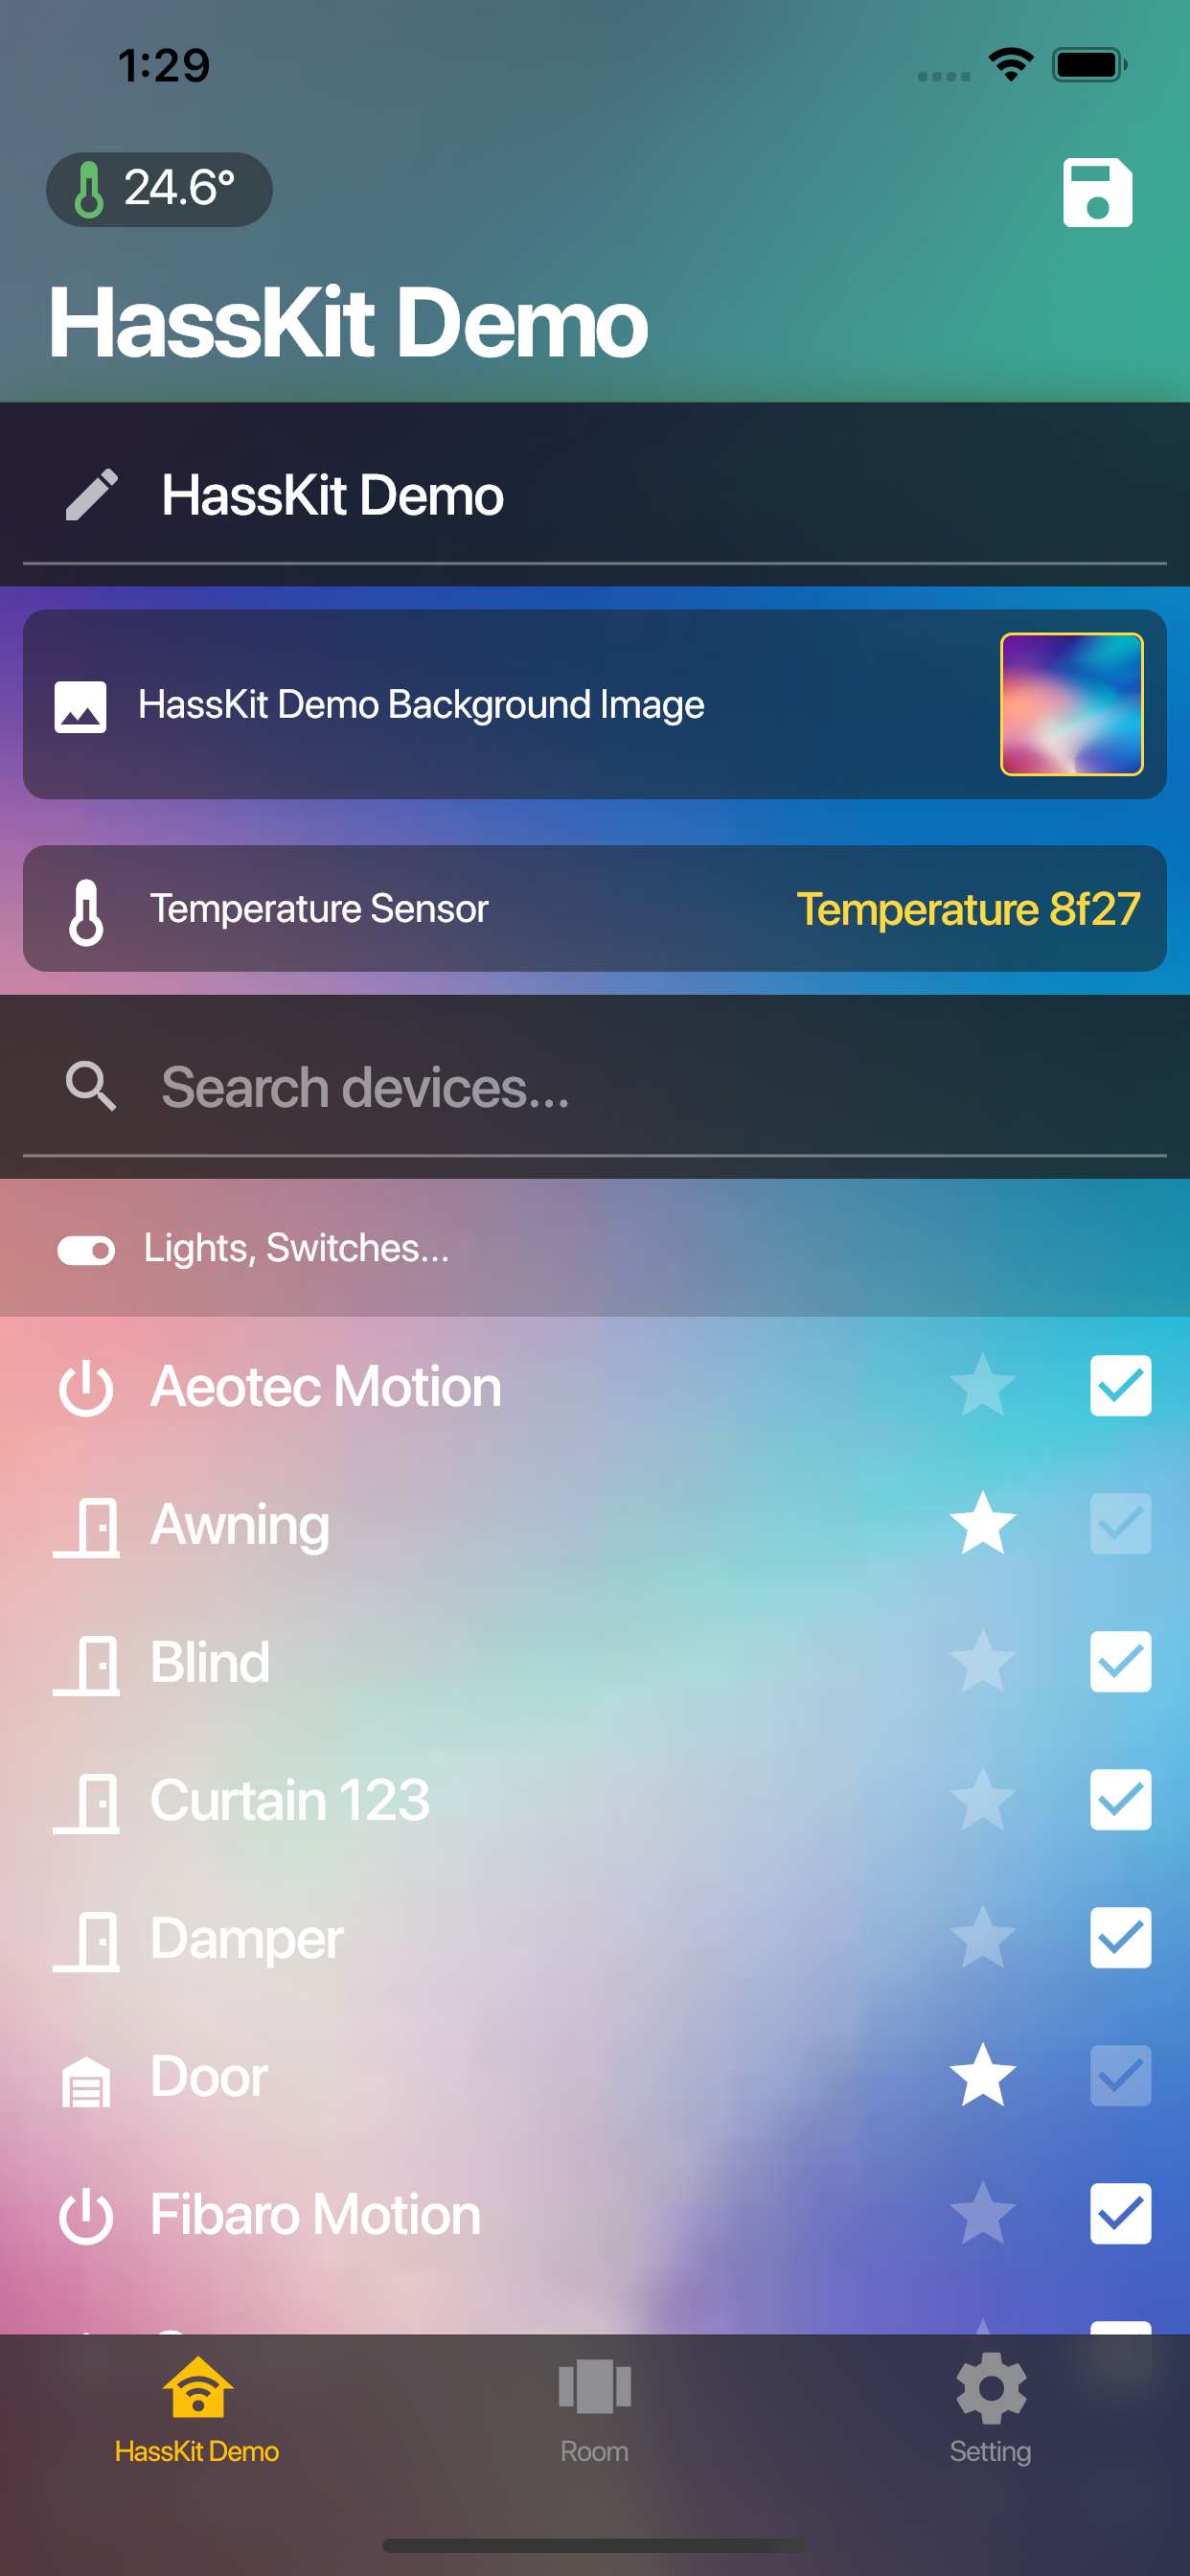 1:29
24.6°
HassKit Demo
HassKit Demo
HassKit Demo Background Image
Temperature Sensor
Temperature 8f27
Search devices...
Lights, Switches...
Aeotec Motion
Awning
Blind
Curtain 123
Damper
Door
Fibaro Motion
HassKit Demo
Room
Setting